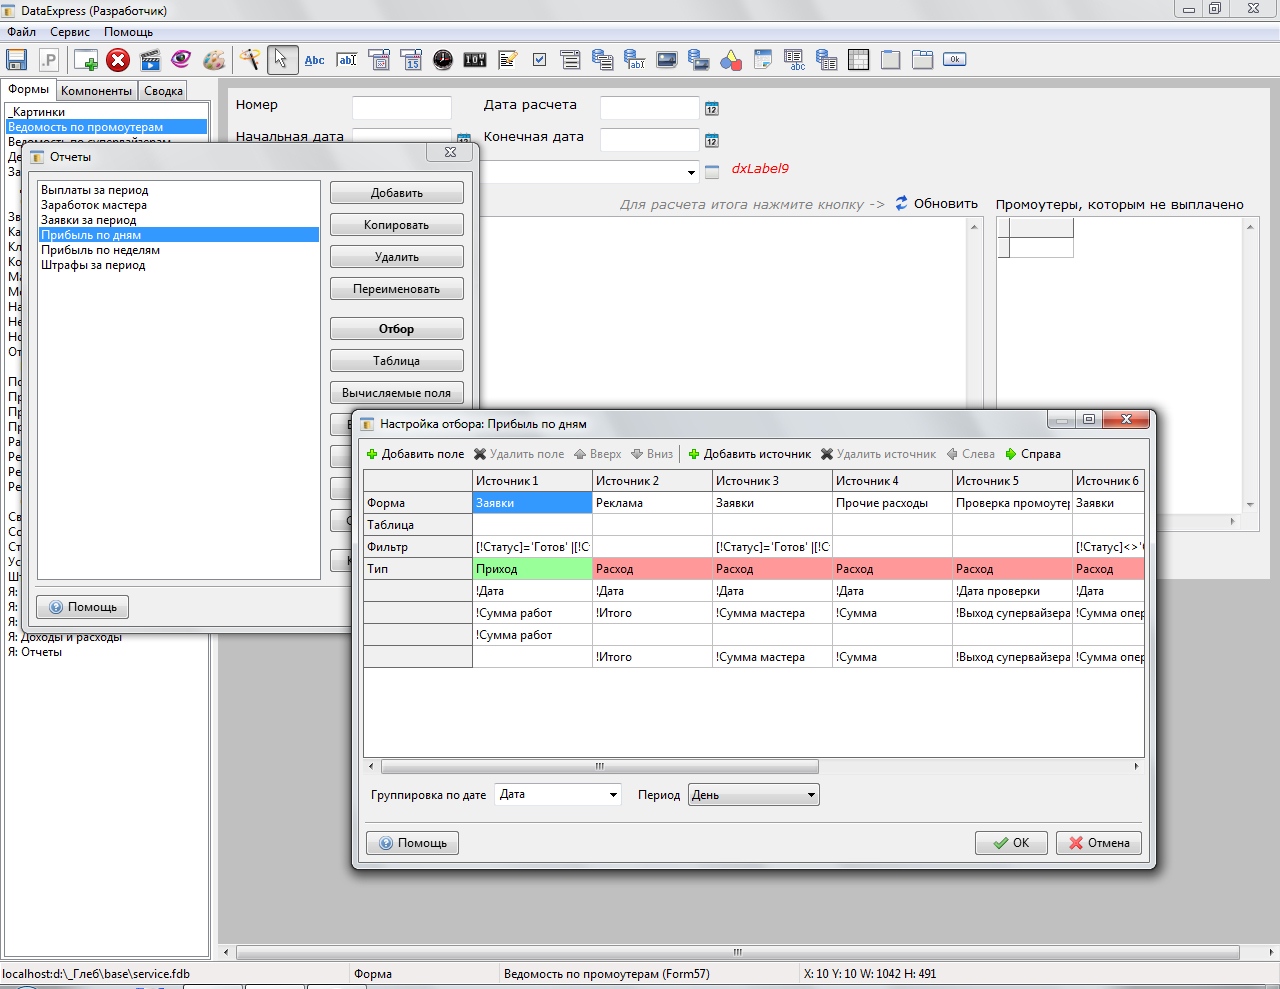 DataExpress (Разработчик)
Файл Сервис Помощь
Формы Компоненты Сводка
_Картинки
Ведомость по промоутерам
Ведомость по супервайзерам
Номер
Дата расчета
Начальная дата
Конечная дата
dxLabel9
Для расчета итога нажмите кнопку ->
Обновить
Промоутеры, которым не выплачено
Отчеты
Выплаты за период
Заработок мастера
Заявки за период
Прибыль по дням
Прибыль по неделям
Штрафы за период
Добавить
Копировать
Удалить
Переименовать
Отбор
Таблица
Вычисляемые поля
Помощь
Я: Доходы и расходы
Я: Отчеты
Настройка отбора: Прибыль по дням
Добавить поле Удалить поле Вверх Вниз Добавить источник Удалить источник Слева Справа
Источник 1 Источник 2 Источник 3 Источник 4 Источник 5 Источник 6
Форма Заявки Реклама Заявки Прочие расходы Проверка промоутер Заявки
Таблица
Фильтр [!Статус]='Готов' |[!С [!Статус]='Готов' |[!С [!Статус]<>'
Тип Приход Расход Расход Расход Расход Расход
!Дата !Дата !Дата !Дата !Дата проверки !Дата
!Сумма работ !Итого !Сумма мастера !Сумма !Выход супервайзера !Сумма опер
!Сумма работ
!Итого !Сумма мастера !Сумма !Выход супервайзера !Сумма опер
Группировка по дате Дата Период День
Помощь OK Отмена
localhost:d:\_Глеб\base\service.fdb Форма Ведомость по промоутерам (Form57) X: 10 Y: 10 W: 1042 H: 491